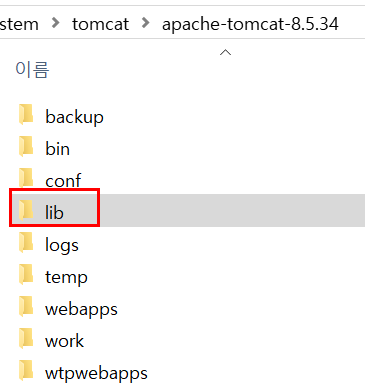 stem > tomcat > apache-tomcat-8.5.34
이름
backup
bin
conf
lib
logs
temp
webapps
work
wtpwebapps